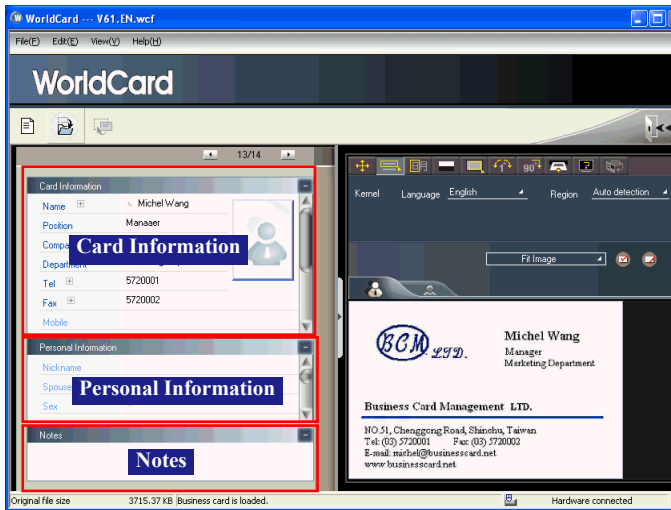 WorldCard --- V61.EN.wcf
File(F) Edit(E) View(V) Help(H)
WorldCard
13/14
Card Information
Name Michel Wang
Position Manaaer
Compa
Card Information
Department
Tel 5720001
Fax 5720002
Mobile
Personal Information
Nickname
Spouse
Personal Information
Sex
Notes
Notes
Kernel Language English Region Auto detection
Fit Image
BCM LTD.
Michel Wang
Manager
Merketing Department
Business Card Management LTD.
NO.51, Chenggong Road, Shinchu, Taiwan
Tel: (03) 5720001 Fax: (03) 5720002
E-mail: michel@businesscard.net
www.businesscard.net
Original file size 3715.37 KB Business card is loaded. Hardware connected